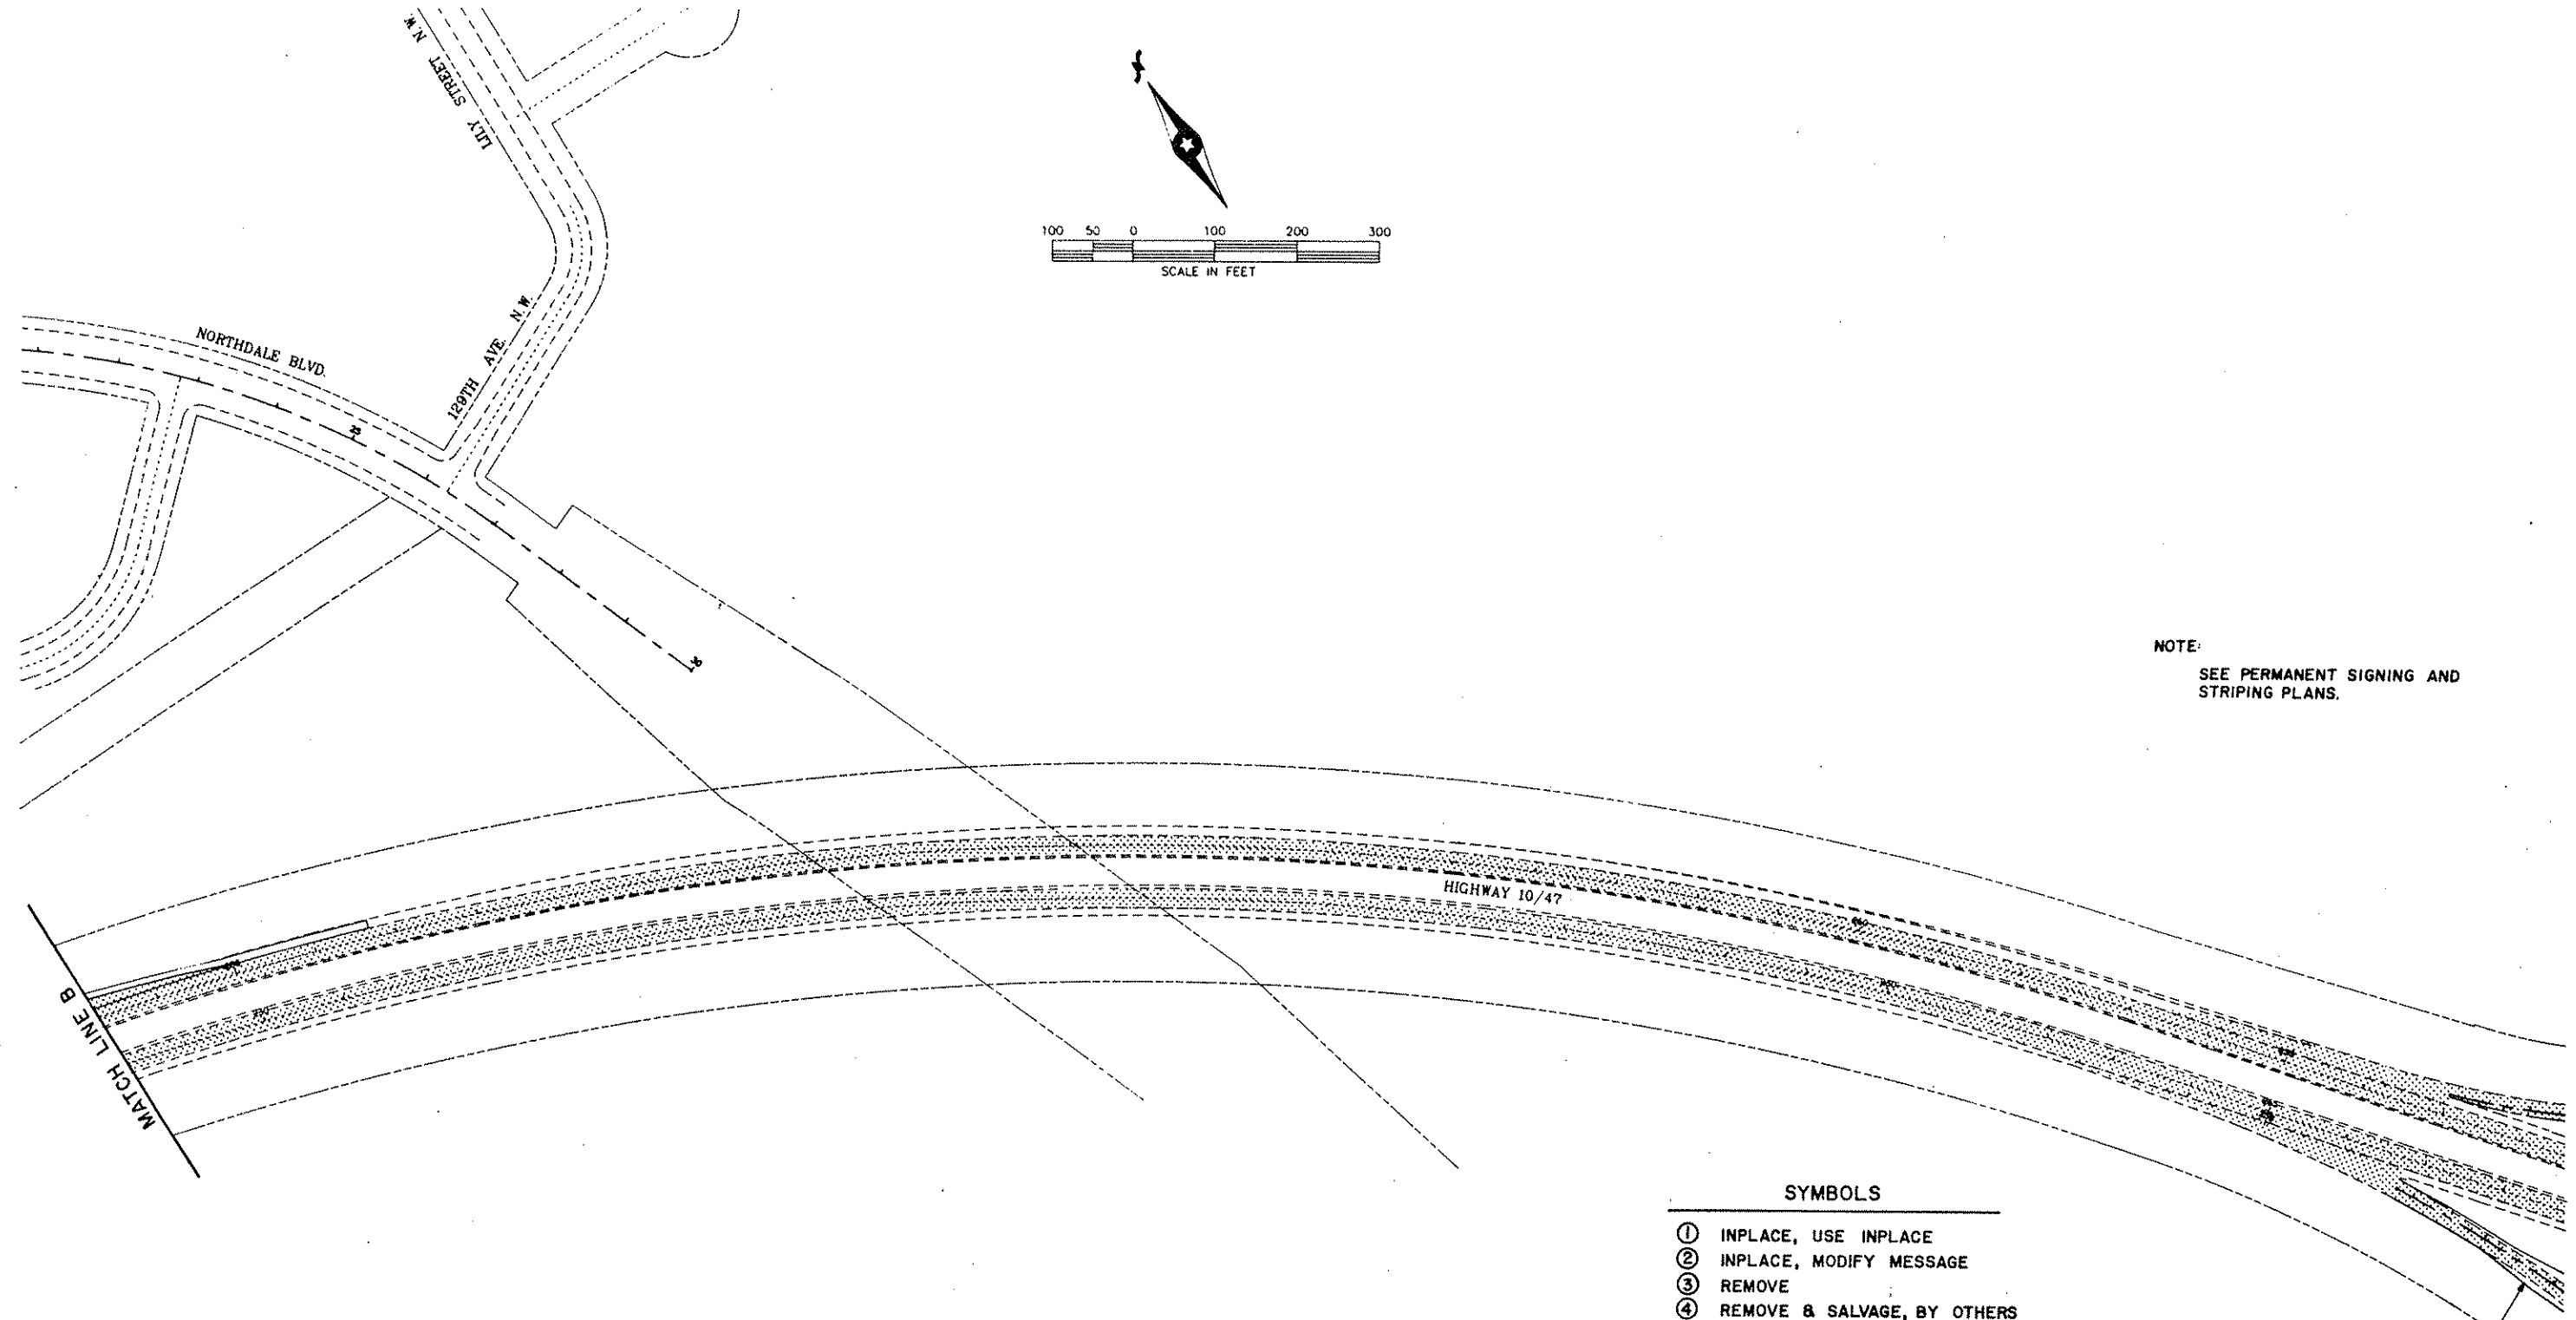 LILY STREET N.W.
100 50 0 100 200 300
SCALE IN FEET
NORTHDALE BLVD.
129TH AVE. N.W.
25
30
NOTE:
SEE PERMANENT SIGNING AND
STRIPING PLANS.
HIGHWAY 10/47
MATCH LINE B
SYMBOLS
① INPLACE, USE INPLACE
② INPLACE, MODIFY MESSAGE
③ REMOVE
④ REMOVE & SALVAGE, BY OTHERS